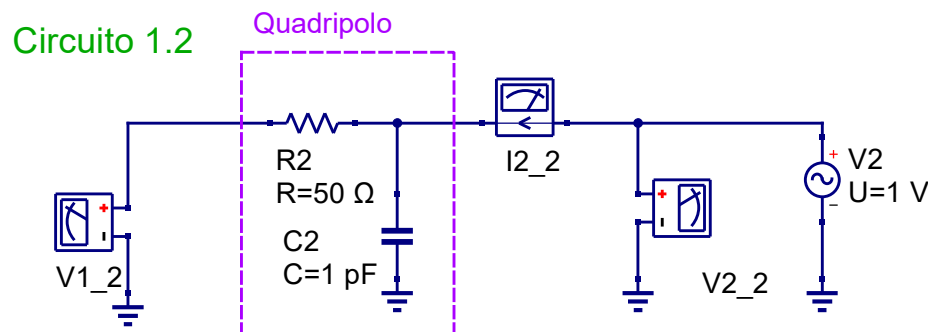 Quadripolo
Circuito 1.2
R2
R=50 Ω
C2
C=1 pF
I2_2
V2
U=1 V
V1_2
V2_2